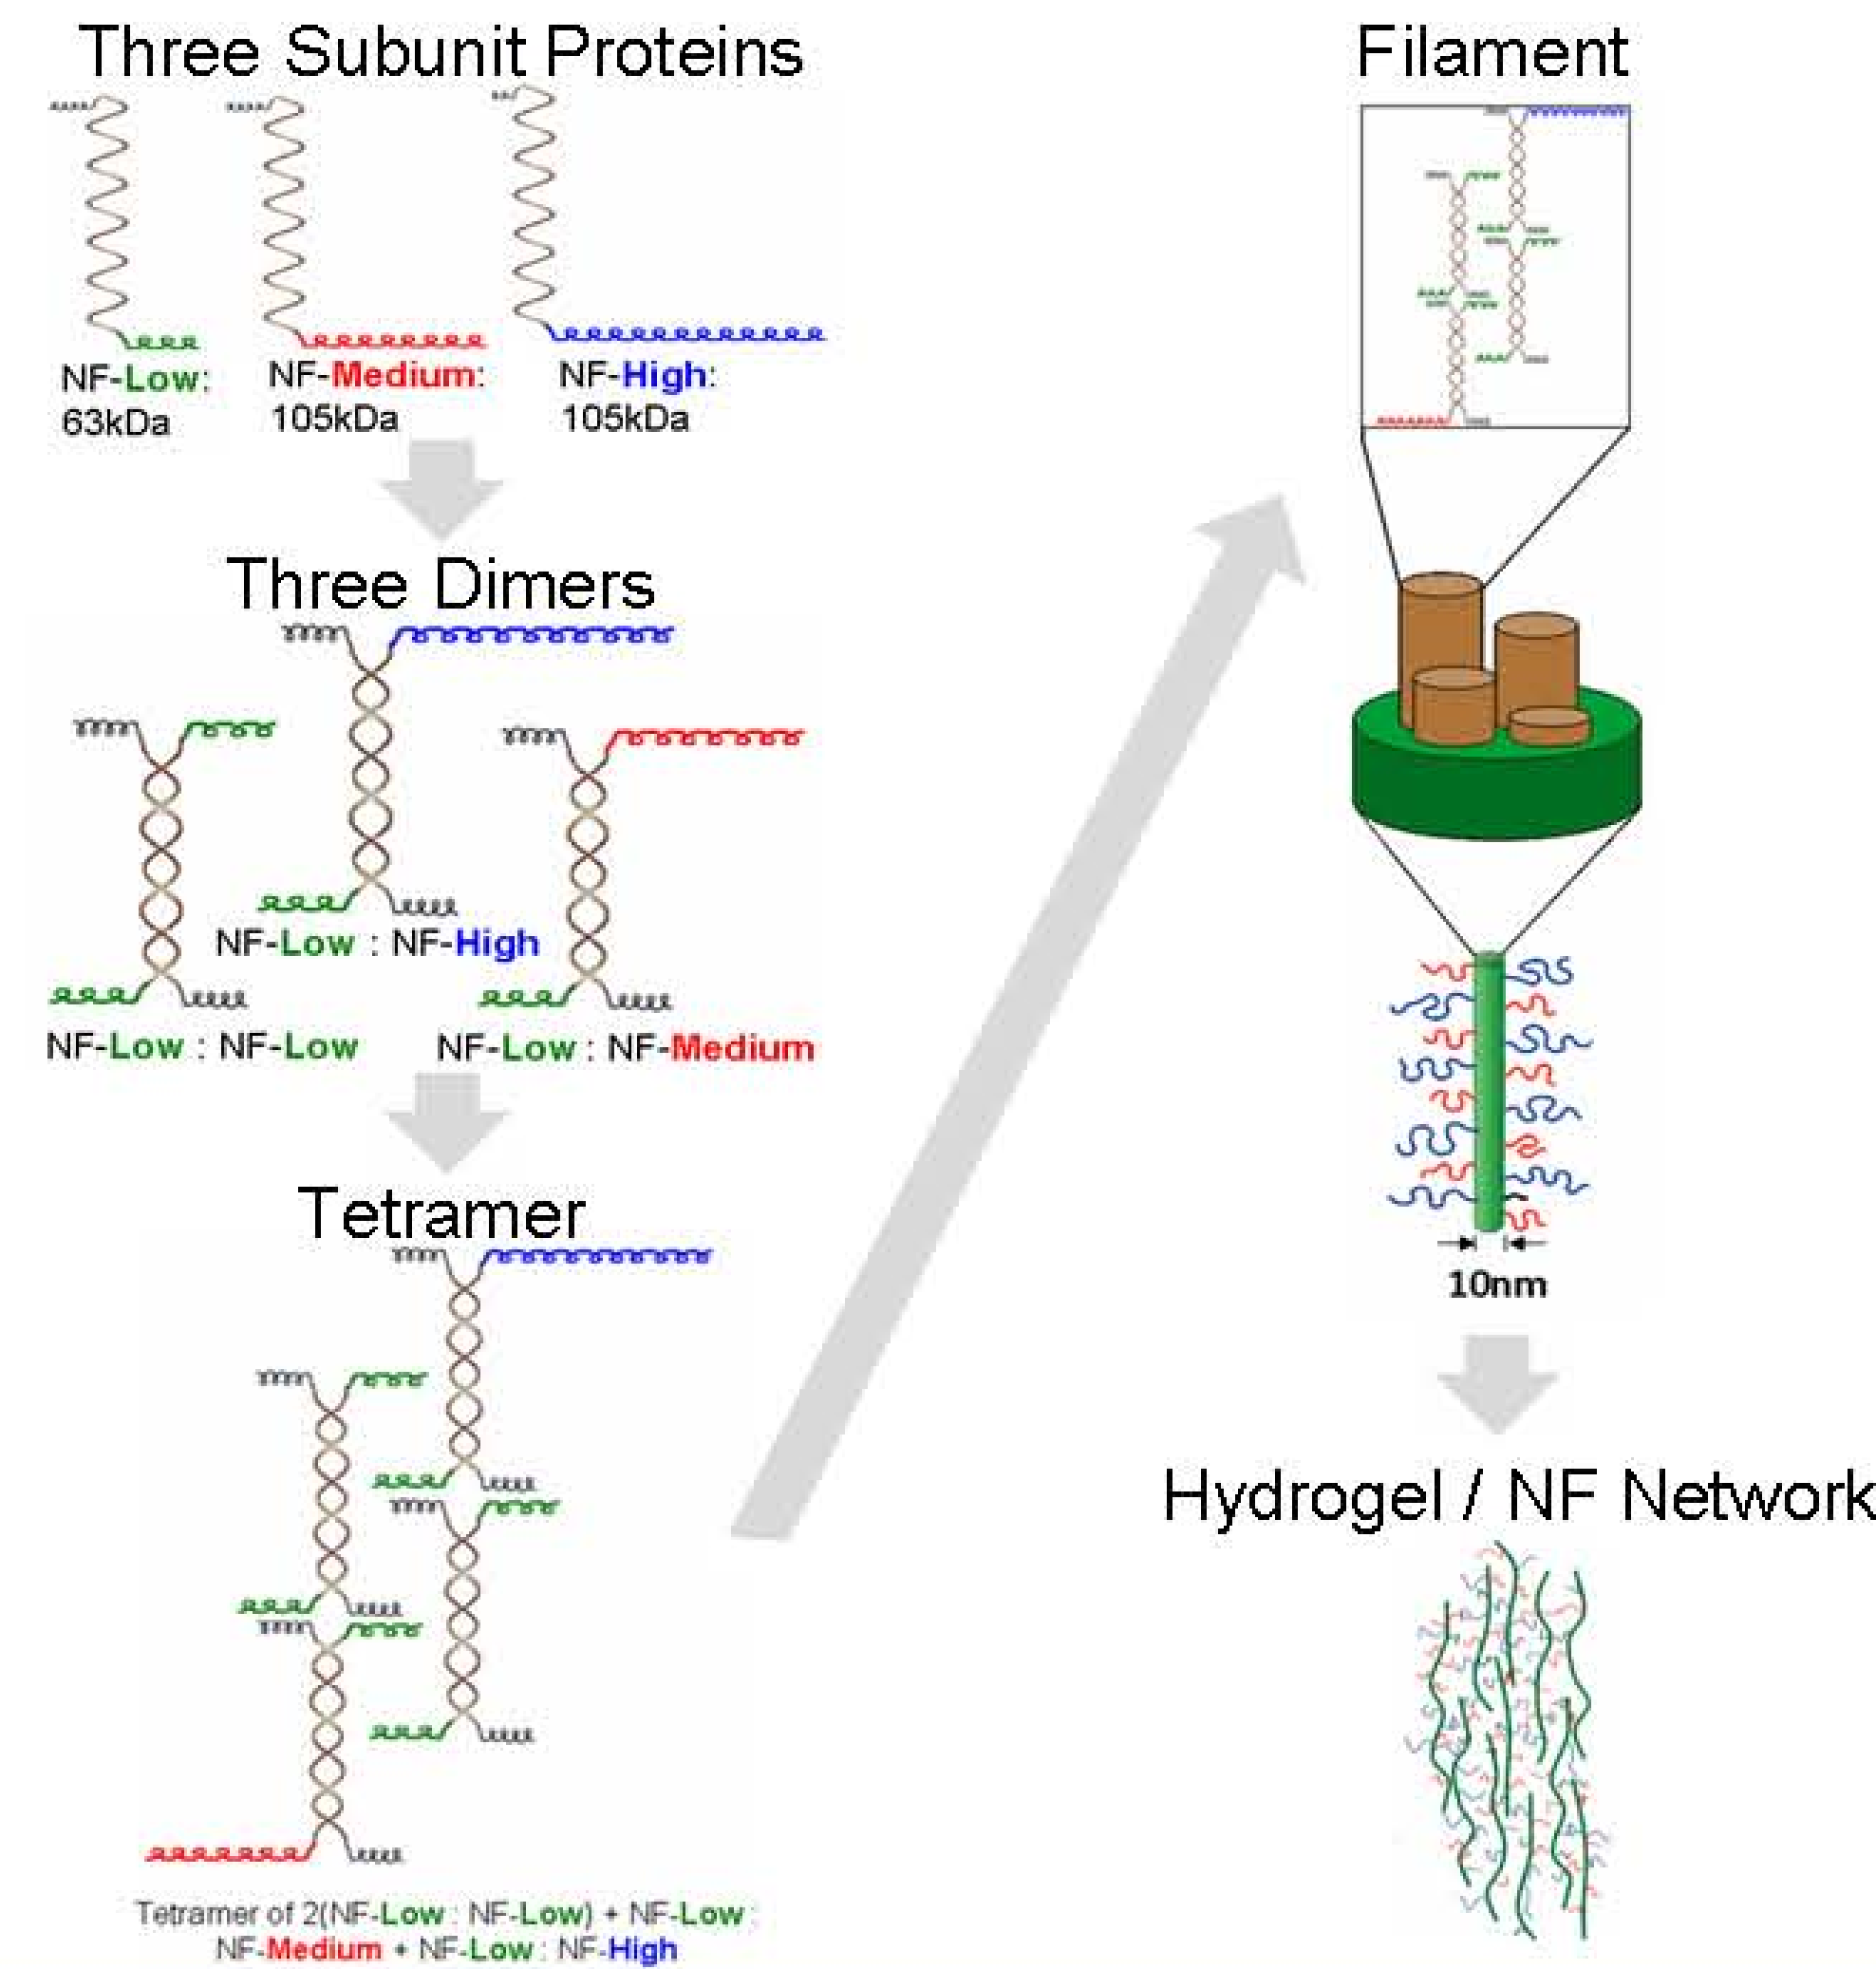 Three Subunit Proteins
NF-Low:
63kDa
NF-Medium:
105kDa
NF-High:
105kDa
Three Dimers
NF-Low : NF-High
NF-Low : NF-Low
NF-Low : NF-Medium
Tetramer
Tetramer of 2(NF-Low : NF-Low) + NF-Low :
NF-Medium + NF-Low : NF-High
Filament
10nm
Hydrogel / NF Network